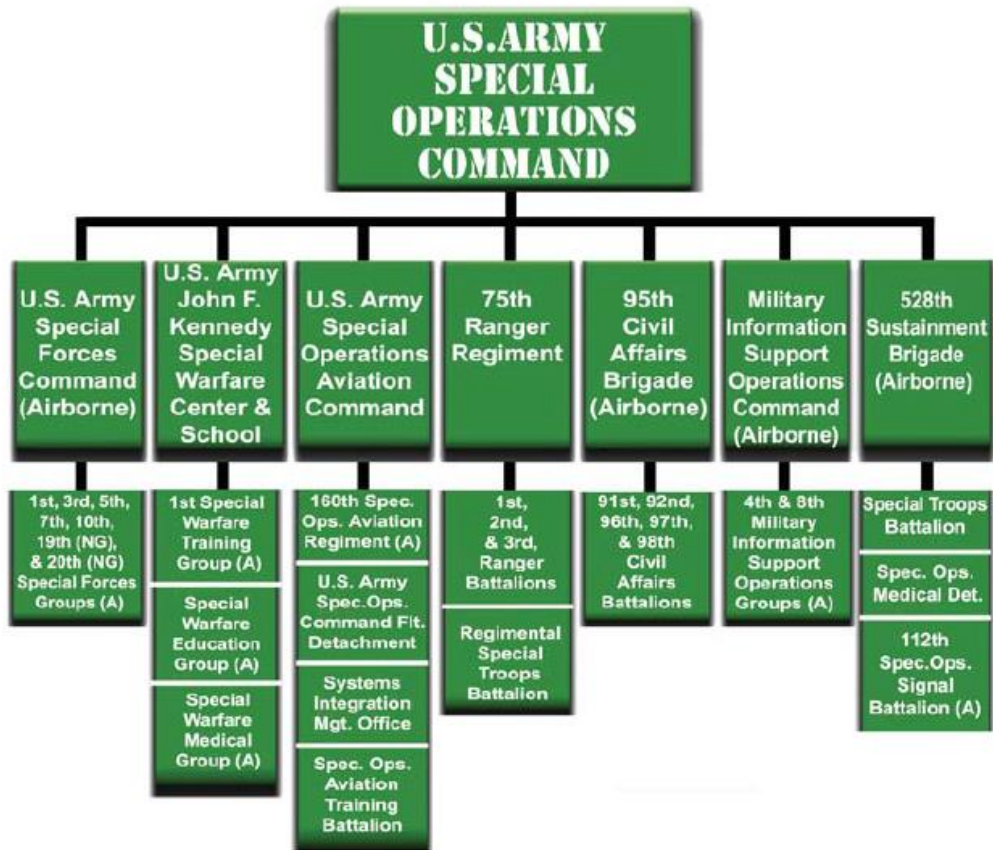 U.S.ARMY
SPECIAL
OPERATIONS
COMMAND
U.S. Army
Special
Forces
Command
(Airborne)
U.S. Army
John F.
Kennedy
Special
Warfare
Center &
School
U.S. Army
Special
Operations
Aviation
Command
75th
Ranger
Regiment
95th
Civil
Affairs
Brigade
(Airborne)
Military
Information
Support
Operations
Command
(Airborne)
528th
Sustainment
Brigade
(Airborne)
1st, 3rd, 5th,
7th, 10th,
19th (NG),
& 20th (NG)
Special Forces
Groups (A)
1st Special
Warfare
Training
Group (A)
Special
Warfare
Education
Group (A)
Special
Warfare
Medical
Group (A)
160th Spec.
Ops. Aviation
Regiment (A)
U.S. Army
Spec.Ops.
Command Flt.
Detachment
Systems
Integration
Mgt. Office
Spec. Ops.
Aviation
Training
Battalion
1st,
2nd,
& 3rd,
Ranger
Battalions
Regimental
Special
Troops
Battalion
91st, 92nd,
96th, 97th,
& 98th
Civil
Affairs
Battalions
4th & 8th
Military
Information
Support
Operations
Groups (A)
Special Troops
Battalion
Spec. Ops.
Medical Det.
112th
Spec.Ops.
Signal
Battalion (A)